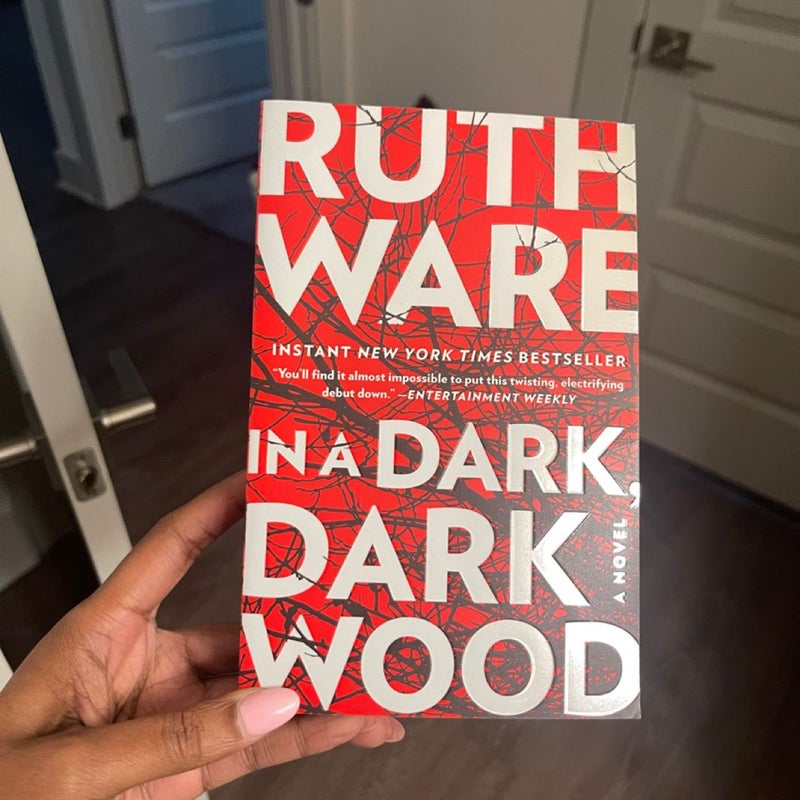 RUTH
WARE
INSTANT NEW YORK TIMES BESTSELLER
"You'll find it almost impossible to put this twisting, electrifying
debut down." —ENTERTAINMENT WEEKLY
IN A DARK,
DARK
WOOD
A NOVEL